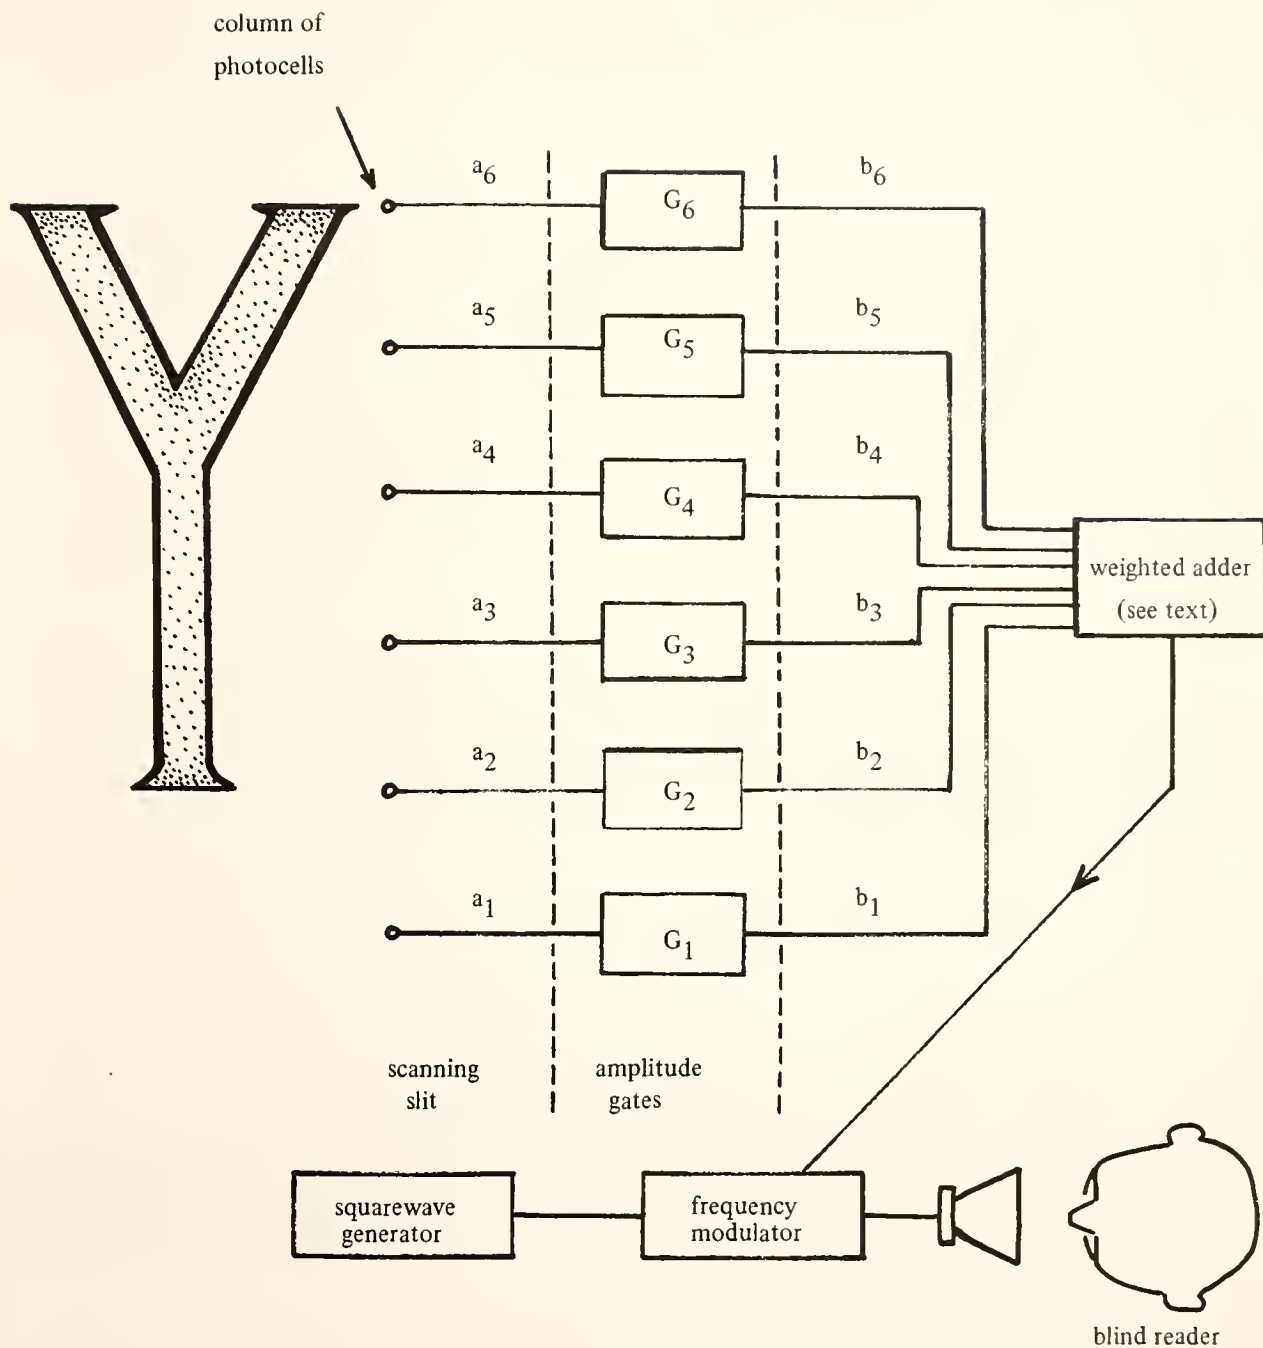 column of
photocells
Y
a6 G6 b6
a5 G5 b5
a4 G4 b4
weighted adder
(see text)
a3 G3 b3
a2 G2 b2
a1 G1 b1
scanning
slit
amplitude
gates
squarewave
generator
frequency
modulator
blind reader